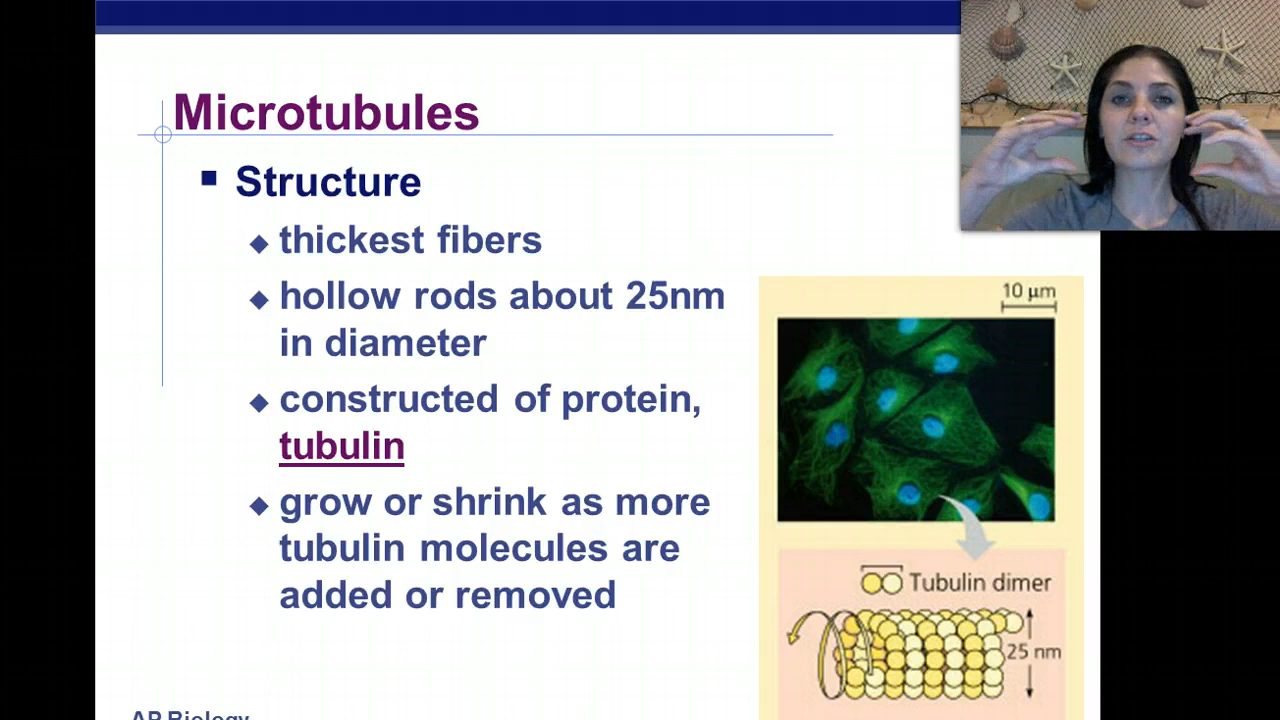 Microtubules
Structure
thickest fibers
hollow rods about 25nm
in diameter
constructed of protein,
tubulin
grow or shrink as more
tubulin molecules are
added or removed
10 µm
Tubulin dimer
25 nm
AP Biology